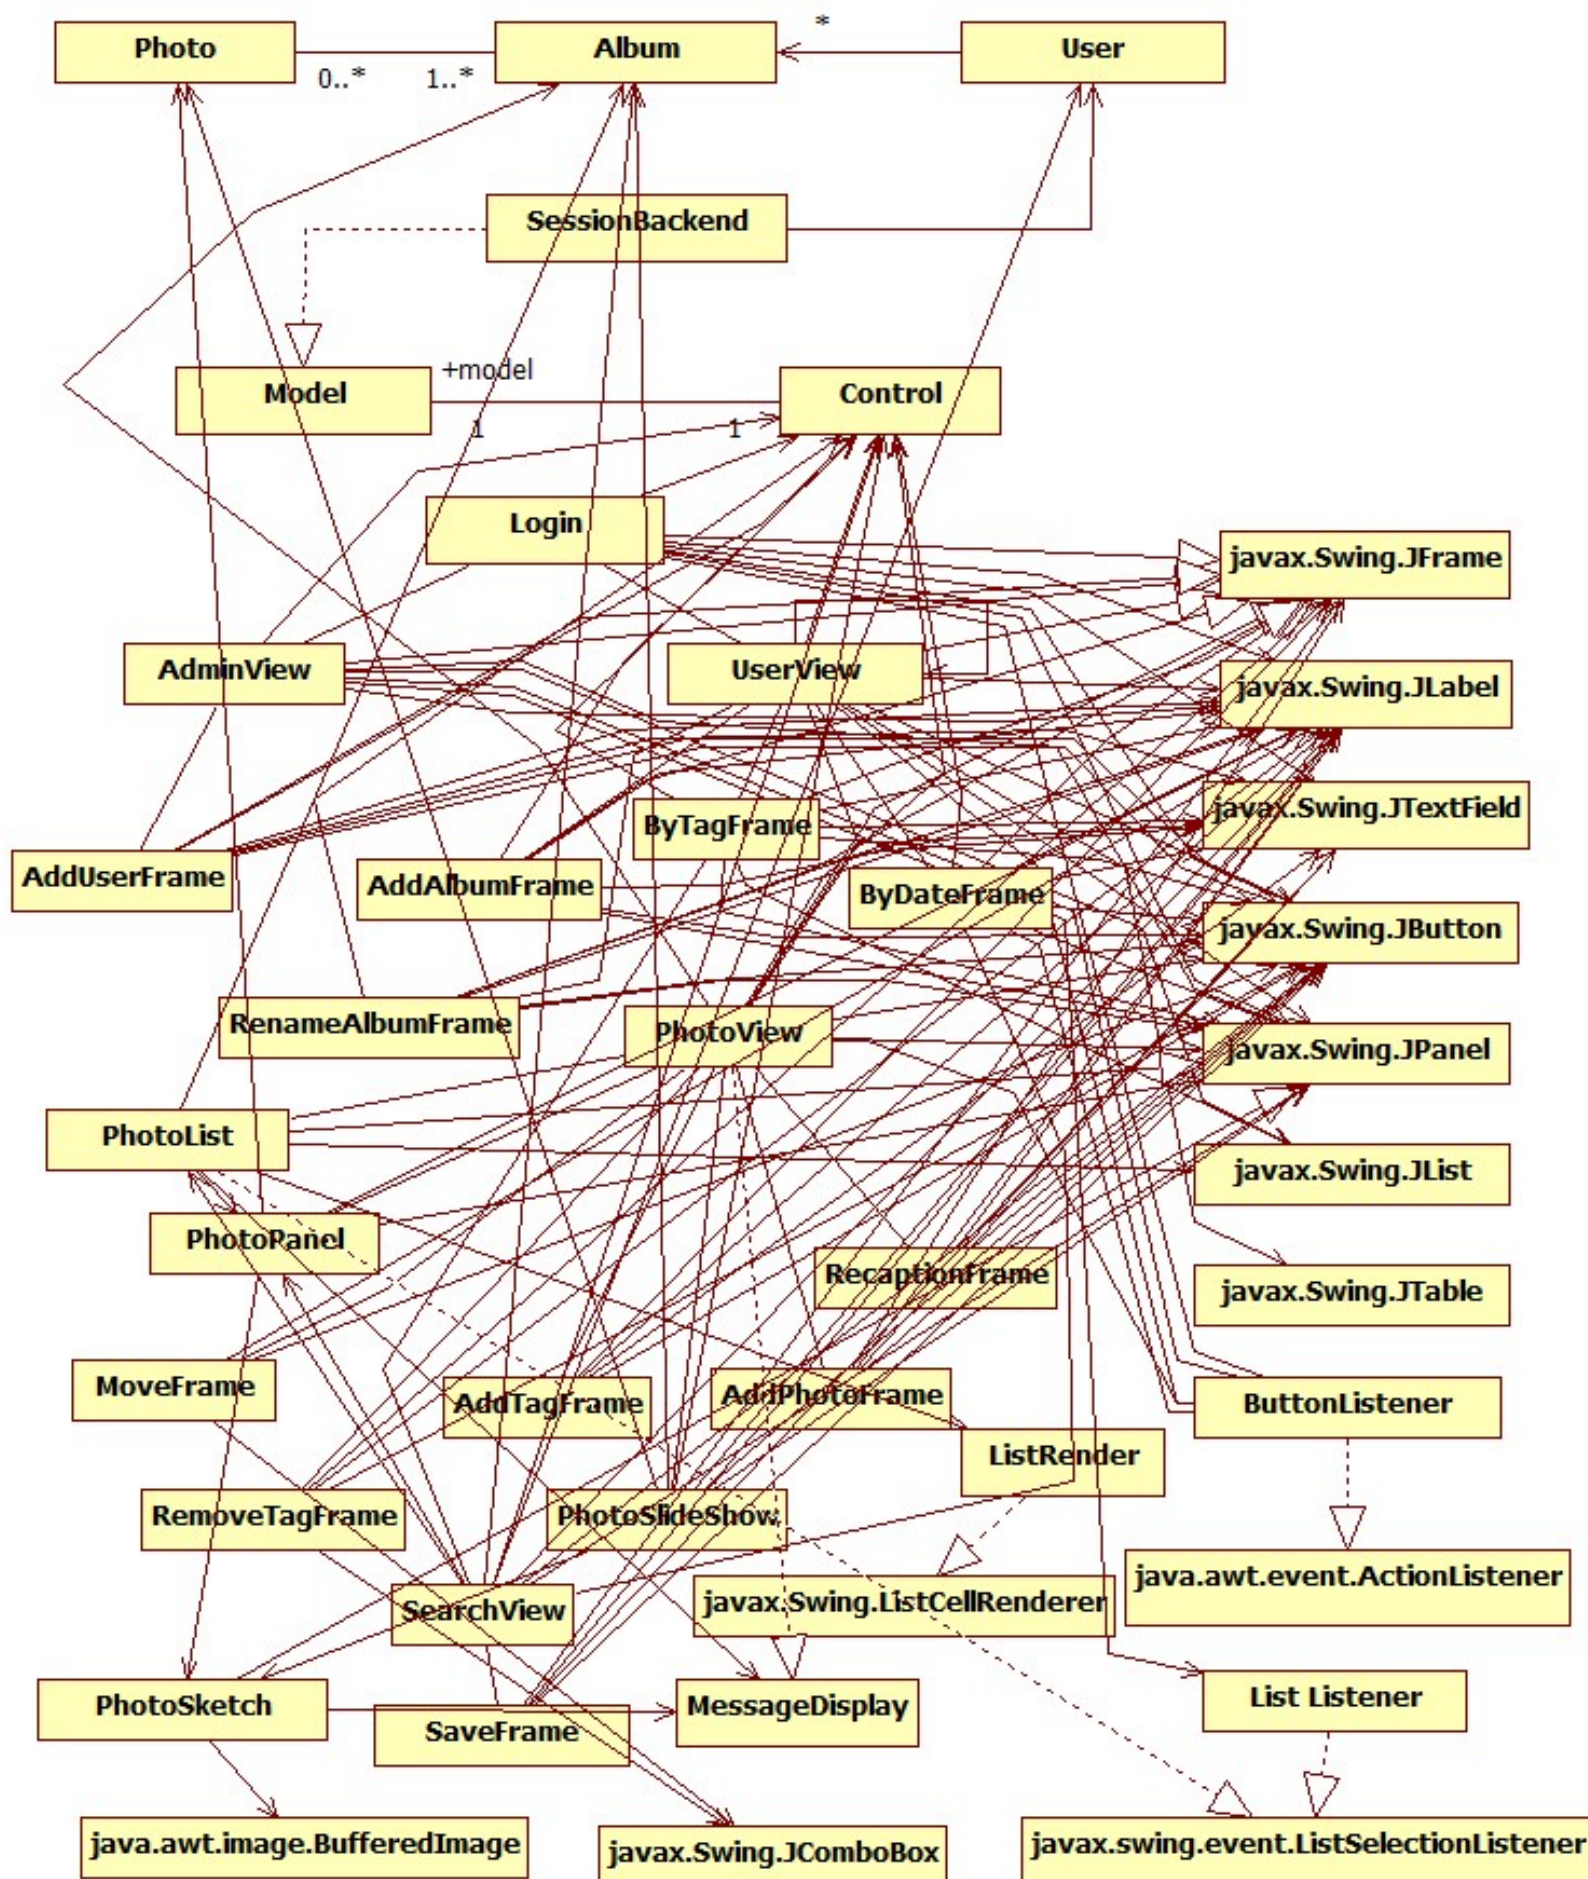 Photo
Album
User
*
0..*
1..*
SessionBackend
Model
+model
Control
1
1
Login
javax.Swing.JFrame
AdminView
UserView
javax.Swing.JLabel
ByTagFrame
javax.Swing.JTextField
AddUserFrame
AddAlbumFrame
ByDateFrame
javax.Swing.JButton
RenameAlbumFrame
PhotoView
javax.Swing.JPanel
PhotoList
javax.Swing.JList
PhotoPanel
RecaptionFrame
javax.Swing.JTable
MoveFrame
AddTagFrame
AddPhotoFrame
ButtonListener
ListRender
RemoveTagFrame
PhotoSlideShow
java.awt.event.ActionListener
SearchView
javax.Swing.ListCellRenderer
PhotoSketch
SaveFrame
MessageDisplay
List Listener
java.awt.image.BufferedImage
javax.Swing.JComboBox
javax.swing.event.ListSelectionListener